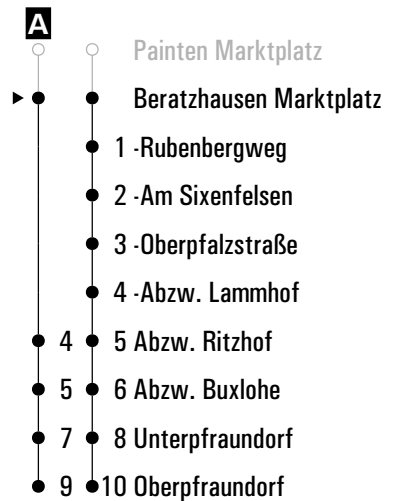 A
Painten Marktplatz
Beratzhausen Marktplatz
1 -Rubenbergweg
2 -Am Sixenfelsen
3 -Oberpfalzstraße
4 -Abzw. Lammhof
4 5 Abzw. Ritzhof
5 6 Abzw. Buxlohe
7 8 Unterpfraundorf
9 10 Oberpfraundorf